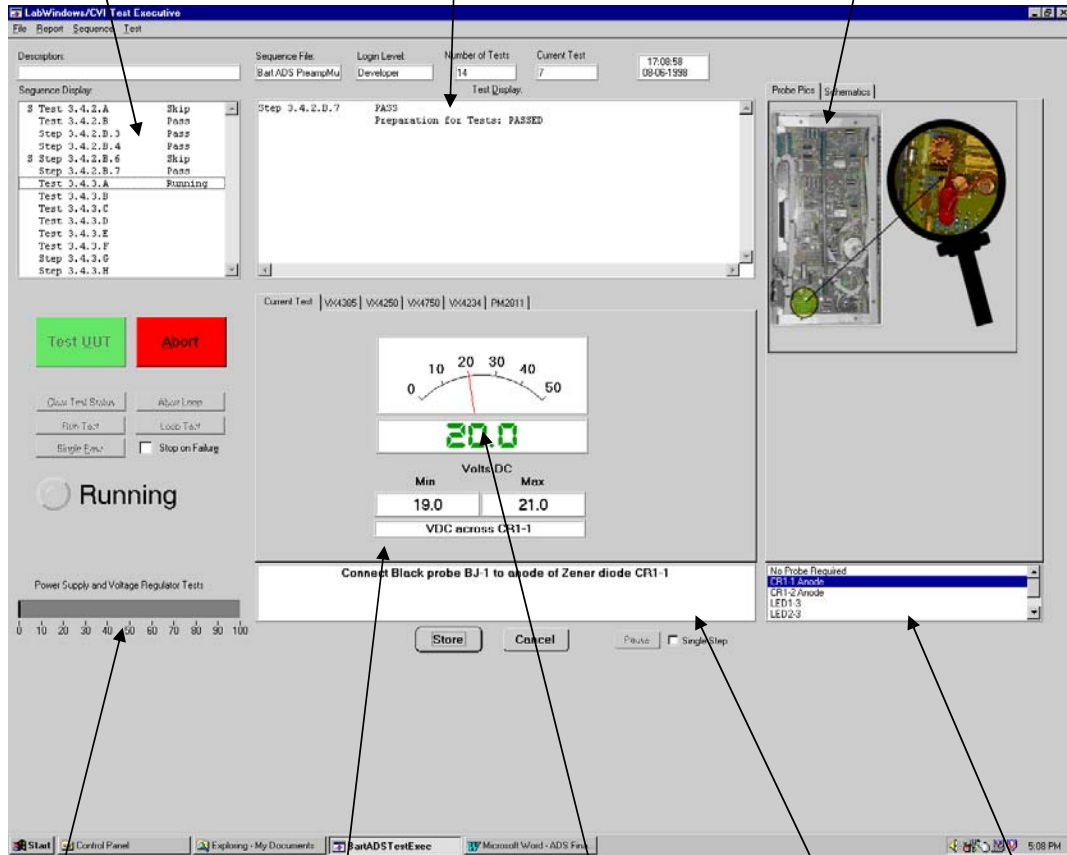 LabWindows/CVI Test Executive
File Report Sequence Test
Description:
Sequence File:
Login Level:
Number of Tests
Current Test
Bart ADS PreampMu
Developer
14
7
17:08:58
08-06-1998
Sequence Display:
S Test 3.4.2.A Skip
Test 3.4.2.B Pass
Step 3.4.2.B.3 Pass
Step 3.4.2.B.4 Pass
S Step 3.4.2.B.6 Skip
Step 3.4.2.B.7 Pass
Test 3.4.3.A Running
Test 3.4.3.B
Test 3.4.3.C
Test 3.4.3.D
Test 3.4.3.E
Test 3.4.3.F
Step 3.4.3.G
Step 3.4.3.H
Test Display:
Step 3.4.2.B.7 PASS
Preparation for Tests: PASSED
Probe Pics
Schematics
Test UUT
Abort
Clear Test Status
Abort Loop
Run Test
Loop Test
Single Pass
Stop on Failure
Running
Power Supply and Voltage Regulator Tests
0 10 20 30 40 50 60 70 80 90 100
Current Test VX4385 VX4250 VX4750 VX4234 PM2011
0 10 20 30 40 50
20.0
Volts DC
Min Max
19.0 21.0
VDC across CR1-1
Connect Black probe BJ-1 to anode of Zener diode CR1-1
No Probe Required
CR1-1 Anode
CR1-2 Anode
LED1-3
LED2-3
Store
Cancel
Pause
Single Step
Start
Control Panel
Exploring - My Documents
BartADSTestExec
Microsoft Word - ADS Fina...
5:08 PM